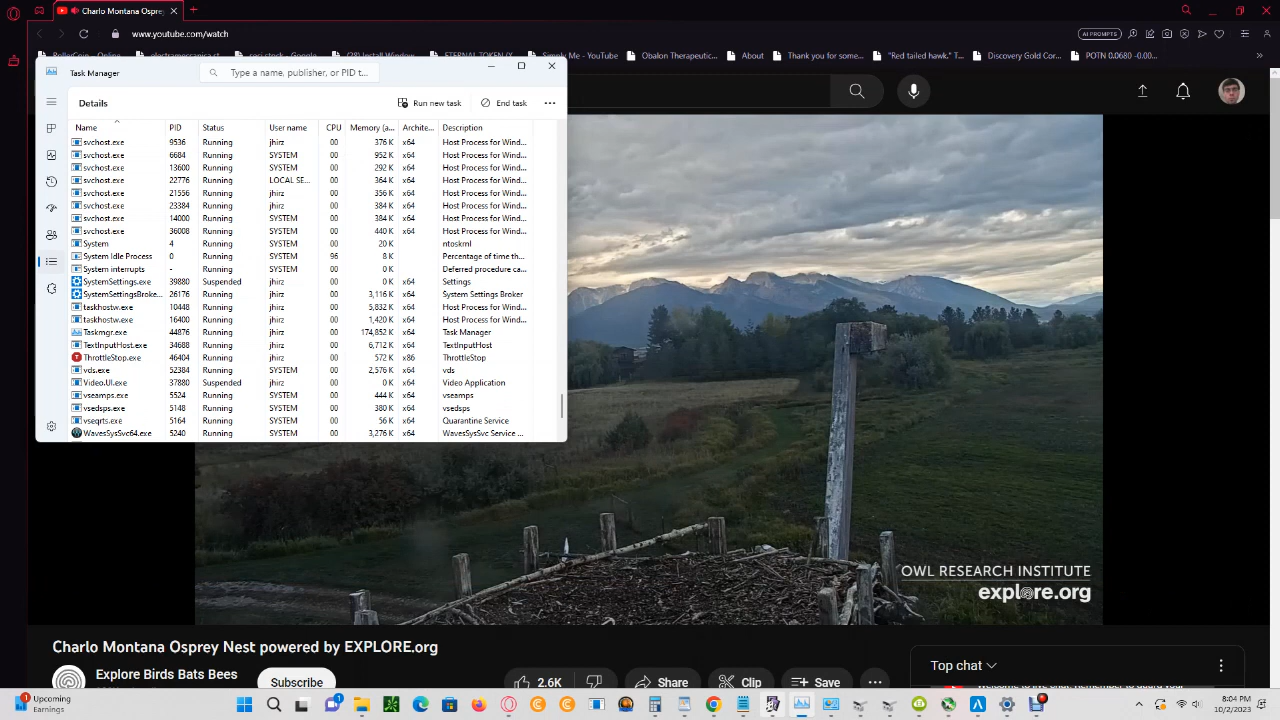 Charlo Montana Osprey
www.youtube.com/watch
AI PROMPTS
(28) Install
ETERNAL TOKEN
Simply Me - YouTube
Obalon Therapeutic...
About
Thank you for some...
"Red tailed hawk." T...
Discovery Gold Cor...
POTN 0.0680 -0.00...
Task Manager
Type a name, publisher, or PID t...
Details
Run new task
End task
Name PID Status User name CPU Memory (a... Archite... Description
svchost.exe 9536 Running jhirz 00 376 K x64 Host Process for Wind...
svchost.exe 6684 Running SYSTEM 00 952 K x64 Host Process for Wind...
svchost.exe 13600 Running SYSTEM 00 292 K x64 Host Process for Wind...
svchost.exe 22776 Running LOCAL SE... 00 364 K x64 Host Process for Wind...
svchost.exe 21556 Running jhirz 00 356 K x64 Host Process for Wind...
svchost.exe 23384 Running jhirz 00 384 K x64 Host Process for Wind...
svchost.exe 14000 Running SYSTEM 00 384 K x64 Host Process for Wind...
svchost.exe 36008 Running SYSTEM 00 440 K x64 Host Process for Wind...
System 4 Running SYSTEM 00 20 K ntoskrnl
System Idle Process 0 Running SYSTEM 96 8 K Percentage of time th...
System interrupts - Running SYSTEM 00 0 K Deferred procedure ca...
SystemSettings.exe 39880 Suspended jhirz 00 0 K x64 Settings
SystemSettingsBroke... 26176 Running jhirz 00 3,116 K x64 System Settings Broker
taskhostw.exe 10448 Running jhirz 00 5,832 K x64 Host Process for Wind...
taskhostw.exe 16400 Running jhirz 00 1,420 K x64 Host Process for Wind...
Taskmgr.exe 44876 Running jhirz 00 174,852 K x64 Task Manager
TextInputHost.exe 34688 Running jhirz 00 6,712 K x64 TextInputHost
ThrottleStop.exe 46404 Running jhirz 00 572 K x86 ThrottleStop
vds.exe 52384 Running SYSTEM 00 2,576 K x64 vds
Video.UI.exe 37880 Suspended jhirz 00 0 K x64 Video Application
vseamps.exe 5524 Running SYSTEM 00 444 K x64 vseamps
vsedsps.exe 5148 Running SYSTEM 00 380 K x64 vsedsps
vseqrts.exe 5164 Running SYSTEM 00 56 K x64 Quarantine Service
WavesSysSvc64.exe 5240 Running SYSTEM 00 3,276 K x64 WavesSysSvc Service ...
OWL RESEARCH INSTITUTE
explore.org
Charlo Montana Osprey Nest powered by EXPLORE.org
Explore Birds Bats Bees
Subscribe
2.6K
Share
Clip
Save
Top chat
Upcoming
Earnings
8:04 PM
10/2/2023